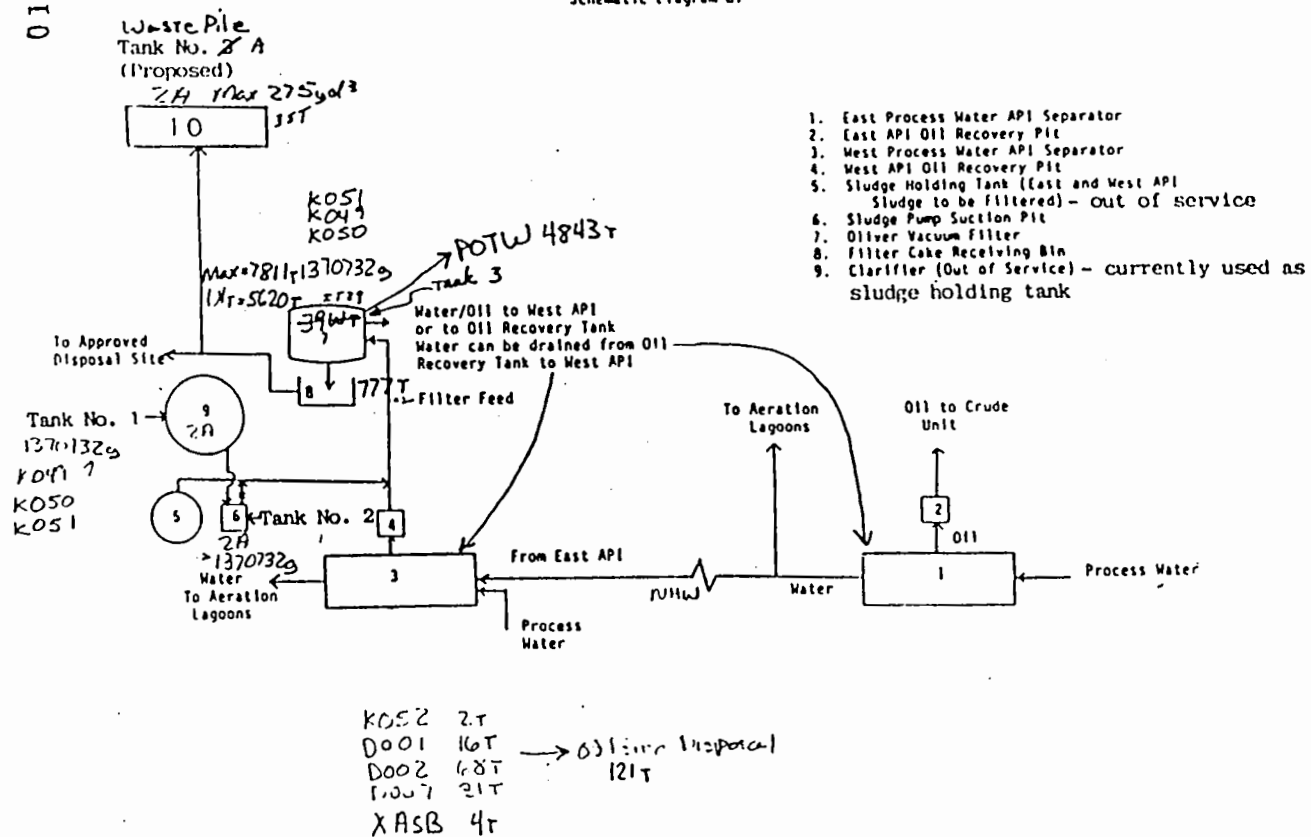 Schematic Diagram of
01
Waste Pile
Tank No. A
(Proposed)
2A Max 275yd3
35T
10
1. East Process Water API Separator
2. East API Oil Recovery Pit
3. West Process Water API Separator
4. West API Oil Recovery Pit
5. Sludge Holding Tank (East and West API
Sludge to be Filtered) - out of service
6. Sludge Pump Suction Pit
7. Oliver Vacuum Filter
8. Filter Cake Receiving Bin
9. Clarifier (Out of Service) - currently used as
sludge holding tank
K051
K049
K050
POTW 4843T
Max=7811T 1370732g
=5620T
Tank 3
Water/Oil to West API
or to Oil Recovery Tank
Water can be drained from Oil
Recovery Tank to West API
To Approved
Disposal Site
8
777T
Filter Feed
Tank No. 1
9
2A
1370732g
K049
K050
K051
5
6
Tank No. 2
2A
1370732g
4
To Aeration
Lagoons
Oil to Crude
Unit
2
Oil
Water
To Aeration
Lagoons
3
From East API
NHW
Water
1
Process Water
Process
Water
K052 2T
D001 16T
D002 68T
21T
XASB 4T
Disposal
121T